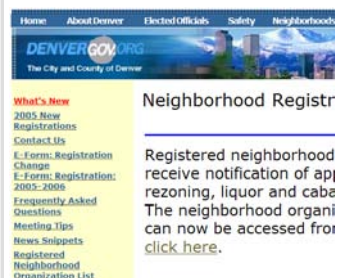 Home About Denver Elected Officials Safety Neighborhoods
DENVERGOV.ORG
The City and County of Denver
What's New
2005 New
Registrations
Contact Us
E-Form: Registration
Change
E-Form: Registration:
2005-2006
Frequently Asked
Questions
Meeting Tips
News Snippets
Registered
Neighborhood
Organization List
Neighborhood Registr
Registered neighborhood
receive notification of ap
rezoning, liquor and caba
The neighborhood organi
can now be accessed fror
click here.